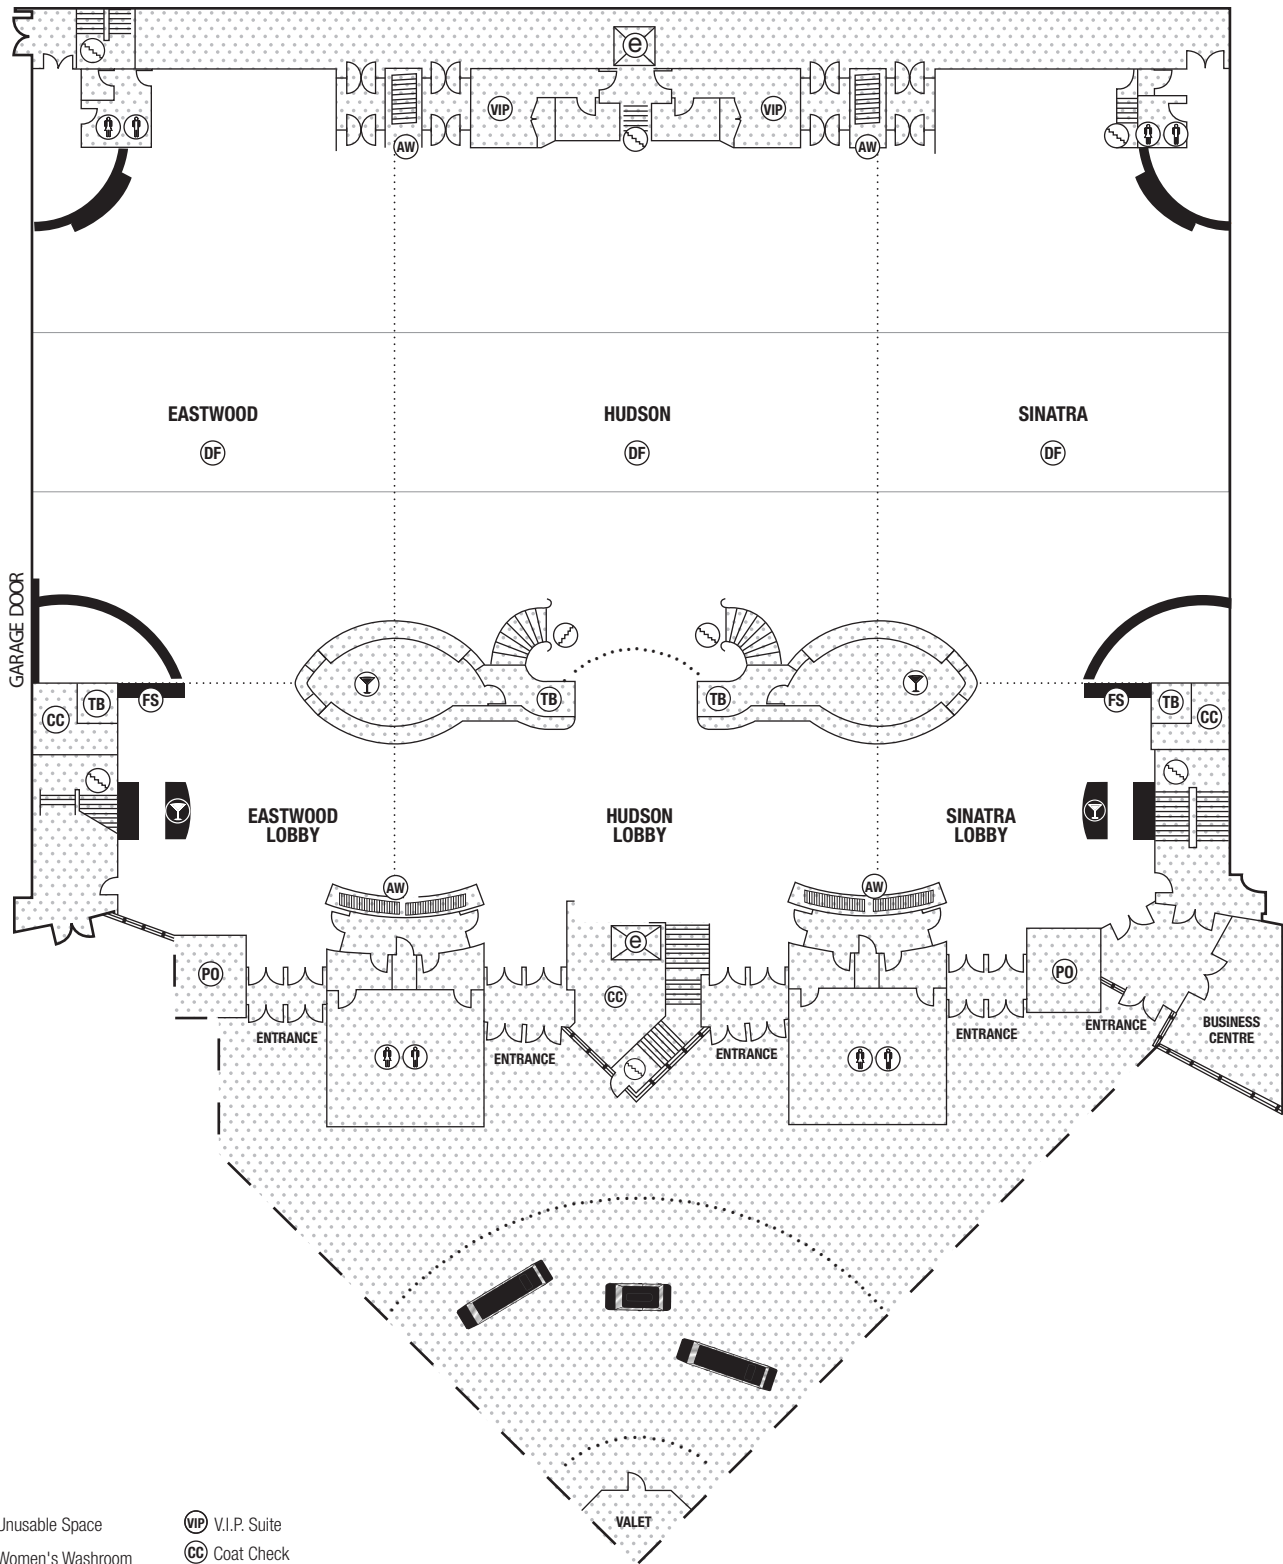 e
VIP
VIP
AW
AW
EASTWOOD
HUDSON
SINATRA
DF
DF
DF
GARAGE DOOR
TB
FS
CC
TB
TB
FS
TB
CC
EASTWOOD
LOBBY
HUDSON
LOBBY
SINATRA
LOBBY
AW
AW
e
PO
CC
PO
ENTRANCE
ENTRANCE
ENTRANCE
ENTRANCE
ENTRANCE
BUSINESS
CENTRE
VALET
Unusable Space
VIP V.I.P. Suite
Women's Washroom
CC Coat Check